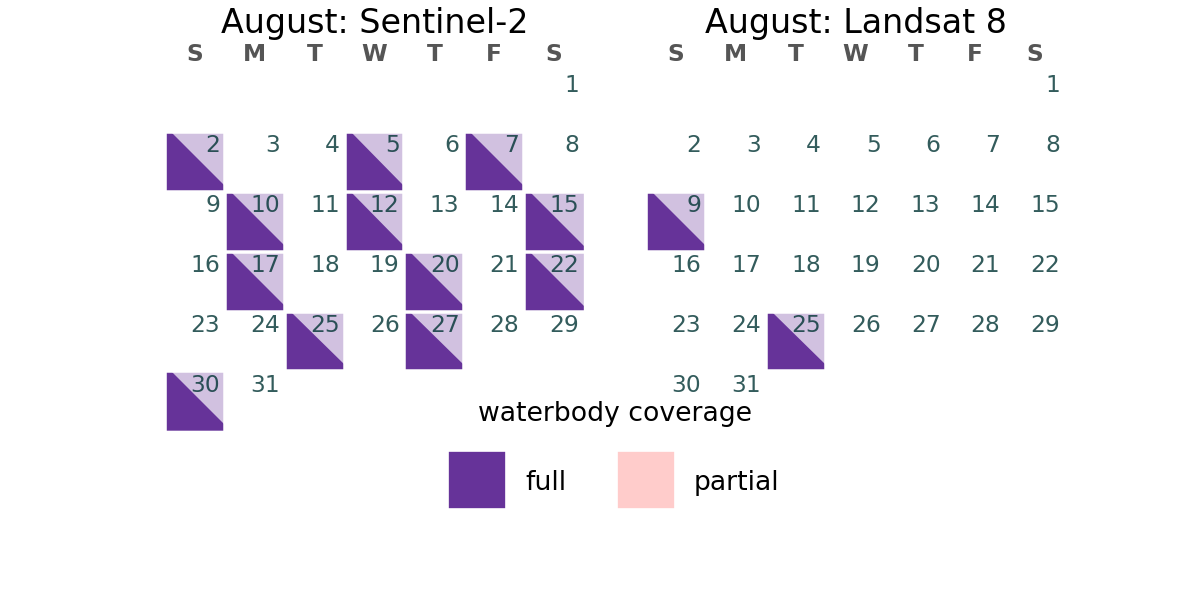 August: Sentinel-2
S M T W T F S
1
2 3 4 5 6 7 8
9 10 11 12 13 14 15
16 17 18 19 20 21 22
23 24 25 26 27 28 29
30 31
August: Landsat 8
S M T W T F S
1
2 3 4 5 6 7 8
9 10 11 12 13 14 15
16 17 18 19 20 21 22
23 24 25 26 27 28 29
30 31
waterbody coverage
full
partial